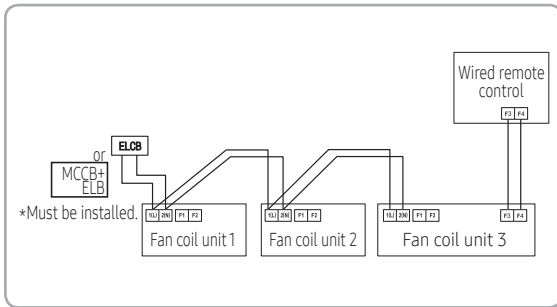 Wired remote
control
F3 F4
ELCB
or
MCCB+
ELB
*Must be installed.
1(L) 2(N) F1 F2
Fan coil unit 1
1(L) 2(N) F1 F2
Fan coil unit 2
1(L) 2(N) F1 F2
F3 F4
Fan coil unit 3